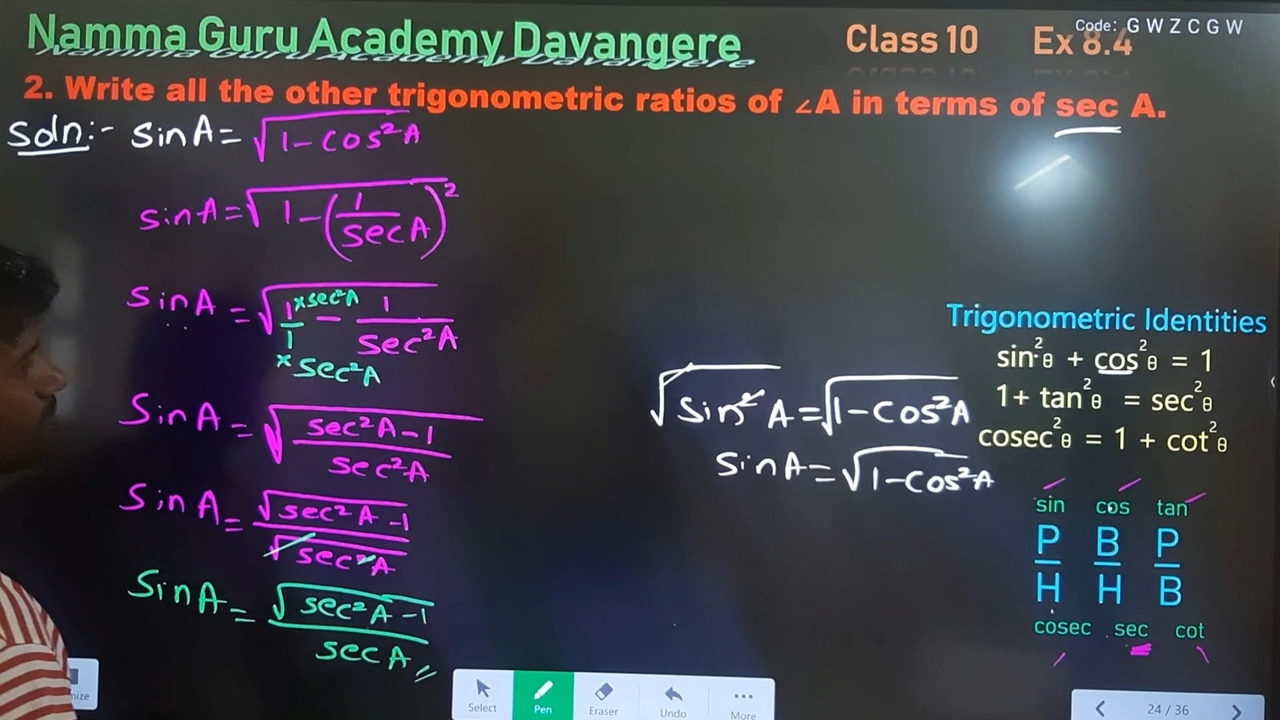 Namma Guru Academy Davangere
Class 10
Ex 8.4
Code: G W Z C G W
2. Write all the other trigonometric ratios of ∠A in terms of sec A.
Soln:- sinA = √(1-cos²A)
sinA = √(1-(1/sec A)²)
sinA = √(1×sec²A/1×sec²A - 1/sec²A)
sinA = √(sec²A-1/sec²A)
sinA = √(sec²A-1)/√(sec²A)
sinA = √(sec²A-1)/sec A
√(sin²A) = √(1-cos²A)
sinA = √(1-cos²A)
Trigonometric Identities
sin²θ + cos²θ = 1
1+ tan²θ = sec²θ
cosec²θ = 1 + cot²θ
sin cos tan
P B P
H H B
cosec sec cot
Select
Pen
Eraser
Undo
More
24 / 36